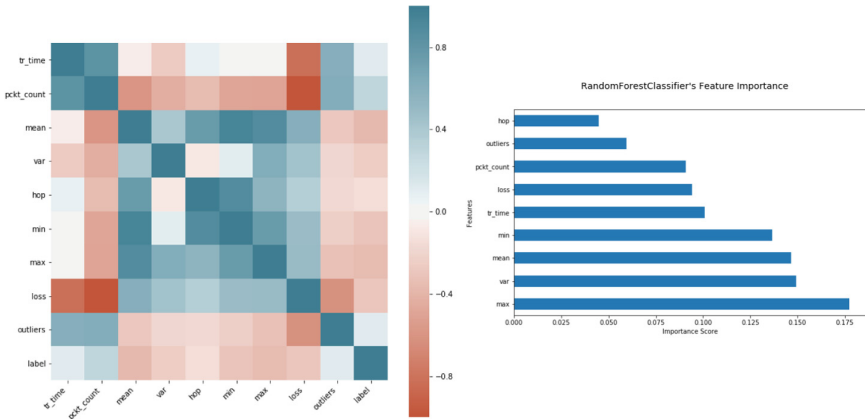 tr_time
pckt_count
mean
var
hop
min
max
loss
outliers
label
tr_time
pckt_count
mean
var
hop
min
max
loss
outliers
label
0.8
0.4
0.0
−0.4
−0.8
RandomForestClassifier's Feature Importance
Features
hop
outliers
pckt_count
loss
tr_time
min
mean
var
max
0.000
0.025
0.050
0.075
0.100
0.125
0.150
0.175
Importance Score